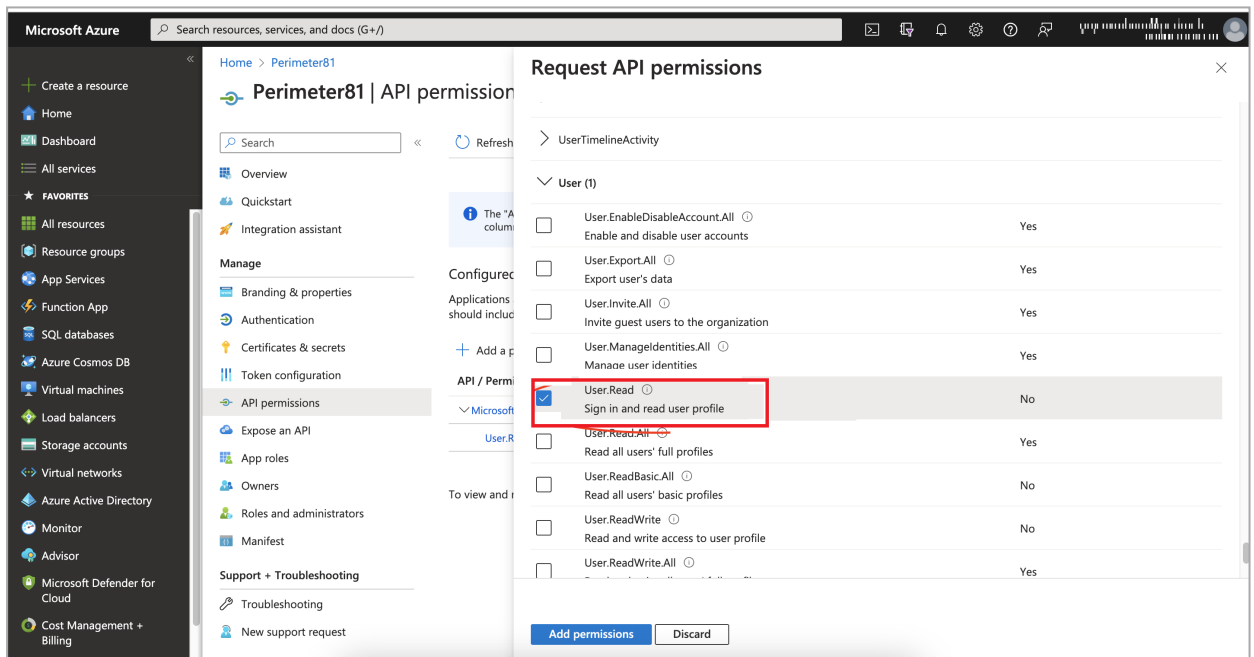 Microsoft Azure
Search resources, services, and docs (G+/)
Create a resource
Home
Dashboard
All services
FAVORITES
All resources
Resource groups
App Services
Function App
SQL databases
Azure Cosmos DB
Virtual machines
Load balancers
Storage accounts
Virtual networks
Azure Active Directory
Monitor
Advisor
Microsoft Defender for
Cloud
Cost Management +
Billing
Home > Perimeter81
Perimeter81 | API permission
Search
Overview
Quickstart
Integration assistant
Manage
Branding & properties
Authentication
Certificates & secrets
Token configuration
API permissions
Expose an API
App roles
Owners
Roles and administrators
Manifest
Support + Troubleshooting
Troubleshooting
New support request
Refresh
The "A
column
Configured
Applications
should includ
Add a p
API / Permi
Microsoft
User.R
To view and
Request API permissions
UserTimelineActivity
User (1)
User.EnableDisableAccount.All
Enable and disable user accounts
Yes
User.Export.All
Export user's data
Yes
User.Invite.All
Invite guest users to the organization
Yes
User.ManageIdentities.All
Manage user identities
Yes
User.Read
Sign in and read user profile
No
User.Read.All
Read all users' full profiles
Yes
User.ReadBasic.All
Read all users' basic profiles
No
User.ReadWrite
Read and write access to user profile
No
User.ReadWrite.All
Yes
Add permissions
Discard